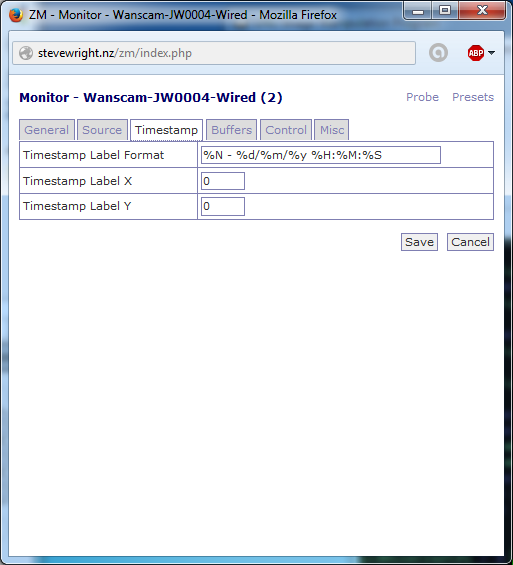 ZM - Monitor - Wanscam-JW0004-Wired - Mozilla Firefox
stevewright.nz/zm/index.php
ABP
Monitor - Wanscam-JW0004-Wired (2) Probe Presets
General Source Timestamp Buffers Control Misc
Timestamp Label Format %N - %d/%m/%y %H:%M:%S
Timestamp Label X 0
Timestamp Label Y 0
Save Cancel